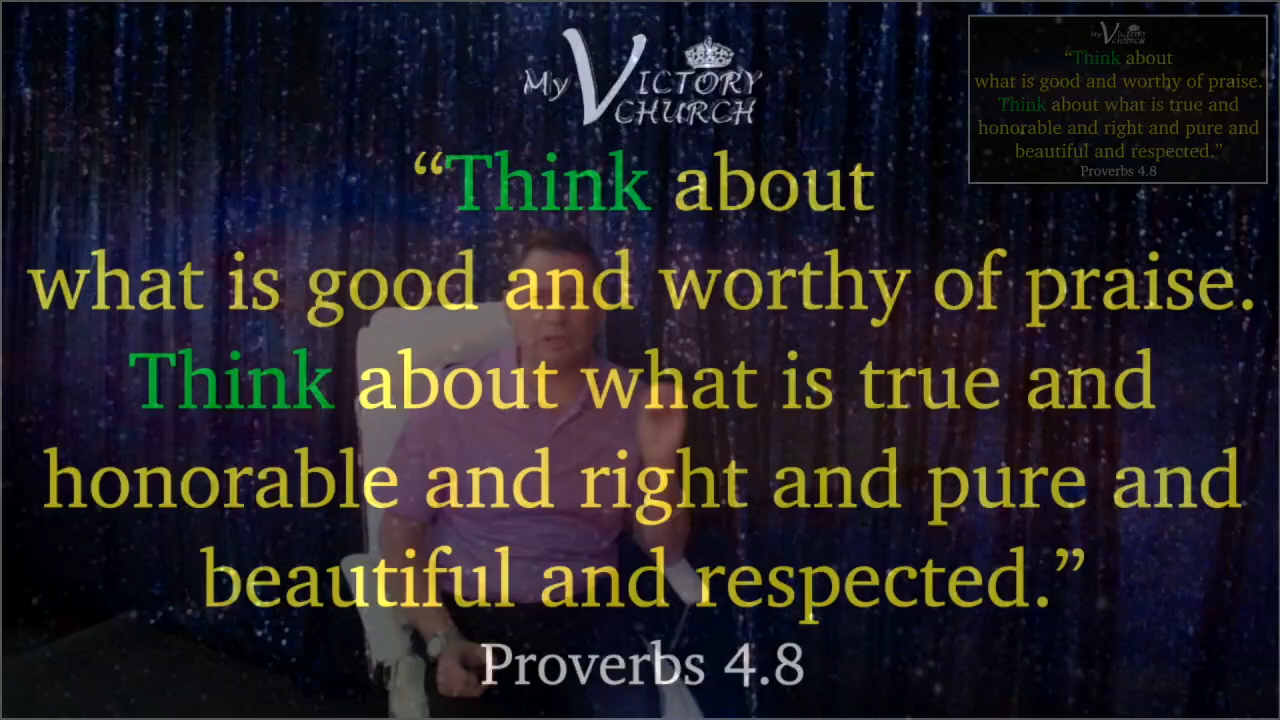 My VICTORY
CHURCH
“Think about
what is good and worthy of praise.
Think about what is true and
honorable and right and pure and
beautiful and respected.”
Proverbs 4.8
My VICTORY
CHURCH
“Think about
what is good and worthy of praise.
Think about what is true and
honorable and right and pure and
beautiful and respected.”
Proverbs 4.8